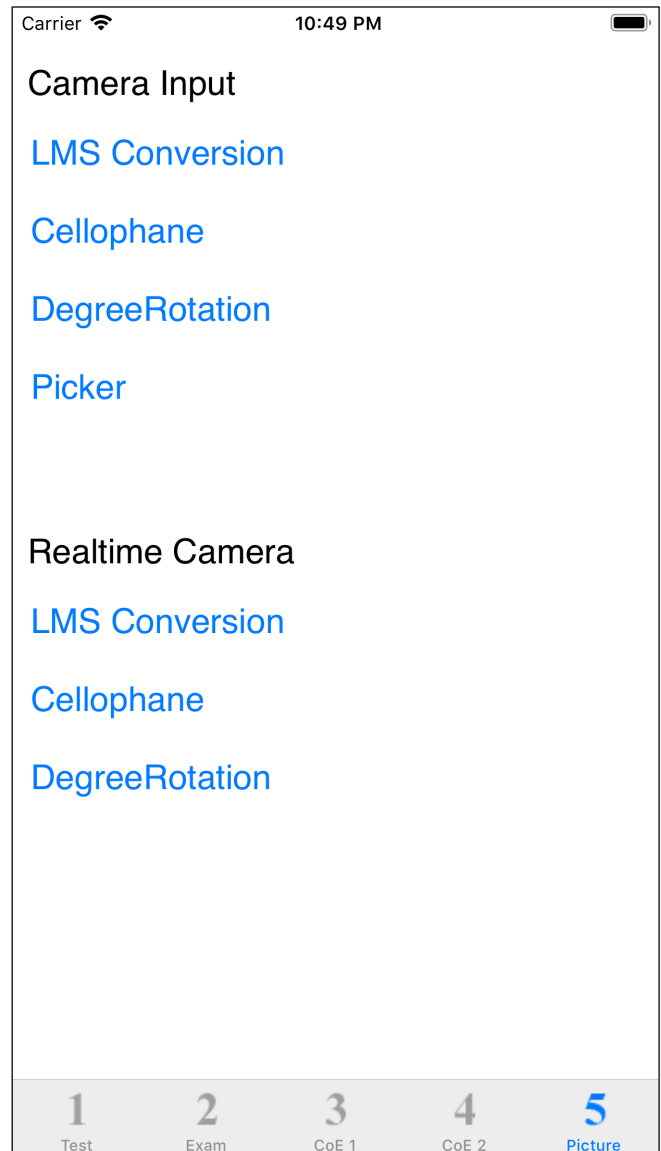 Carrier 10:49 PM
Camera Input
LMS Conversion
Cellophane
DegreeRotation
Picker
Realtime Camera
LMS Conversion
Cellophane
DegreeRotation
1 2 3 4 5
Test Exam CoE 1 CoE 2 Picture